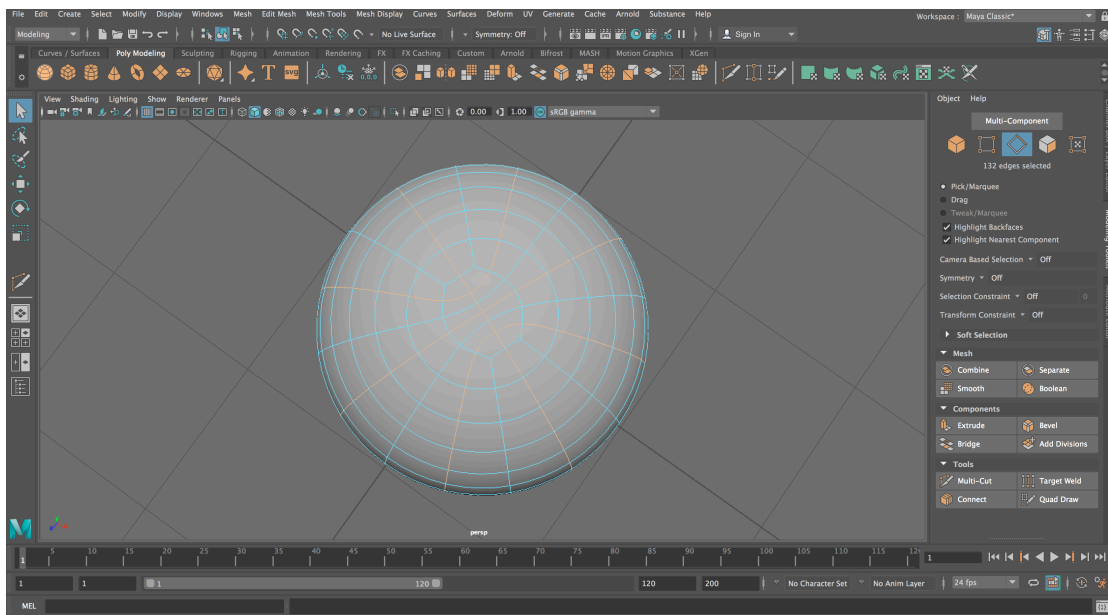 File Edit Create Select Modify Display Windows Mesh Edit Mesh Mesh Tools Mesh Display Curves Surfaces Deform UV Generate Cache Arnold Substance Help Workspace : Maya Classic*
Modeling No Live Surface Symmetry: Off Sign In
Curves / Surfaces Poly Modeling Sculpting Rigging Animation Rendering FX FX Caching Custom Arnold Bifrost MASH Motion Graphics XGen
T SVG 0,0,0
View Shading Lighting Show Renderer Panels
0.00 1.00 sRGB gamma
Object Help
Multi-Component
132 edges selected
Pick/Marquee
Drag
Tweak/Marquee
Highlight Backfaces
Highlight Nearest Component
Camera Based Selection Off
Symmetry Off
Selection Constraint Off 0
Transform Constraint Off
Soft Selection
Mesh
Combine Separate
Smooth Boolean
Components
Extrude Bevel
Bridge Add Divisions
Tools
Multi-Cut Target Weld
Connect Quad Draw
persp
M
1 5 10 15 20 25 30 35 40 45 50 55 60 65 70 75 80 85 90 95 100 105 110 115 1
1 1 1 120 120 200 No Character Set No Anim Layer 24 fps
MEL